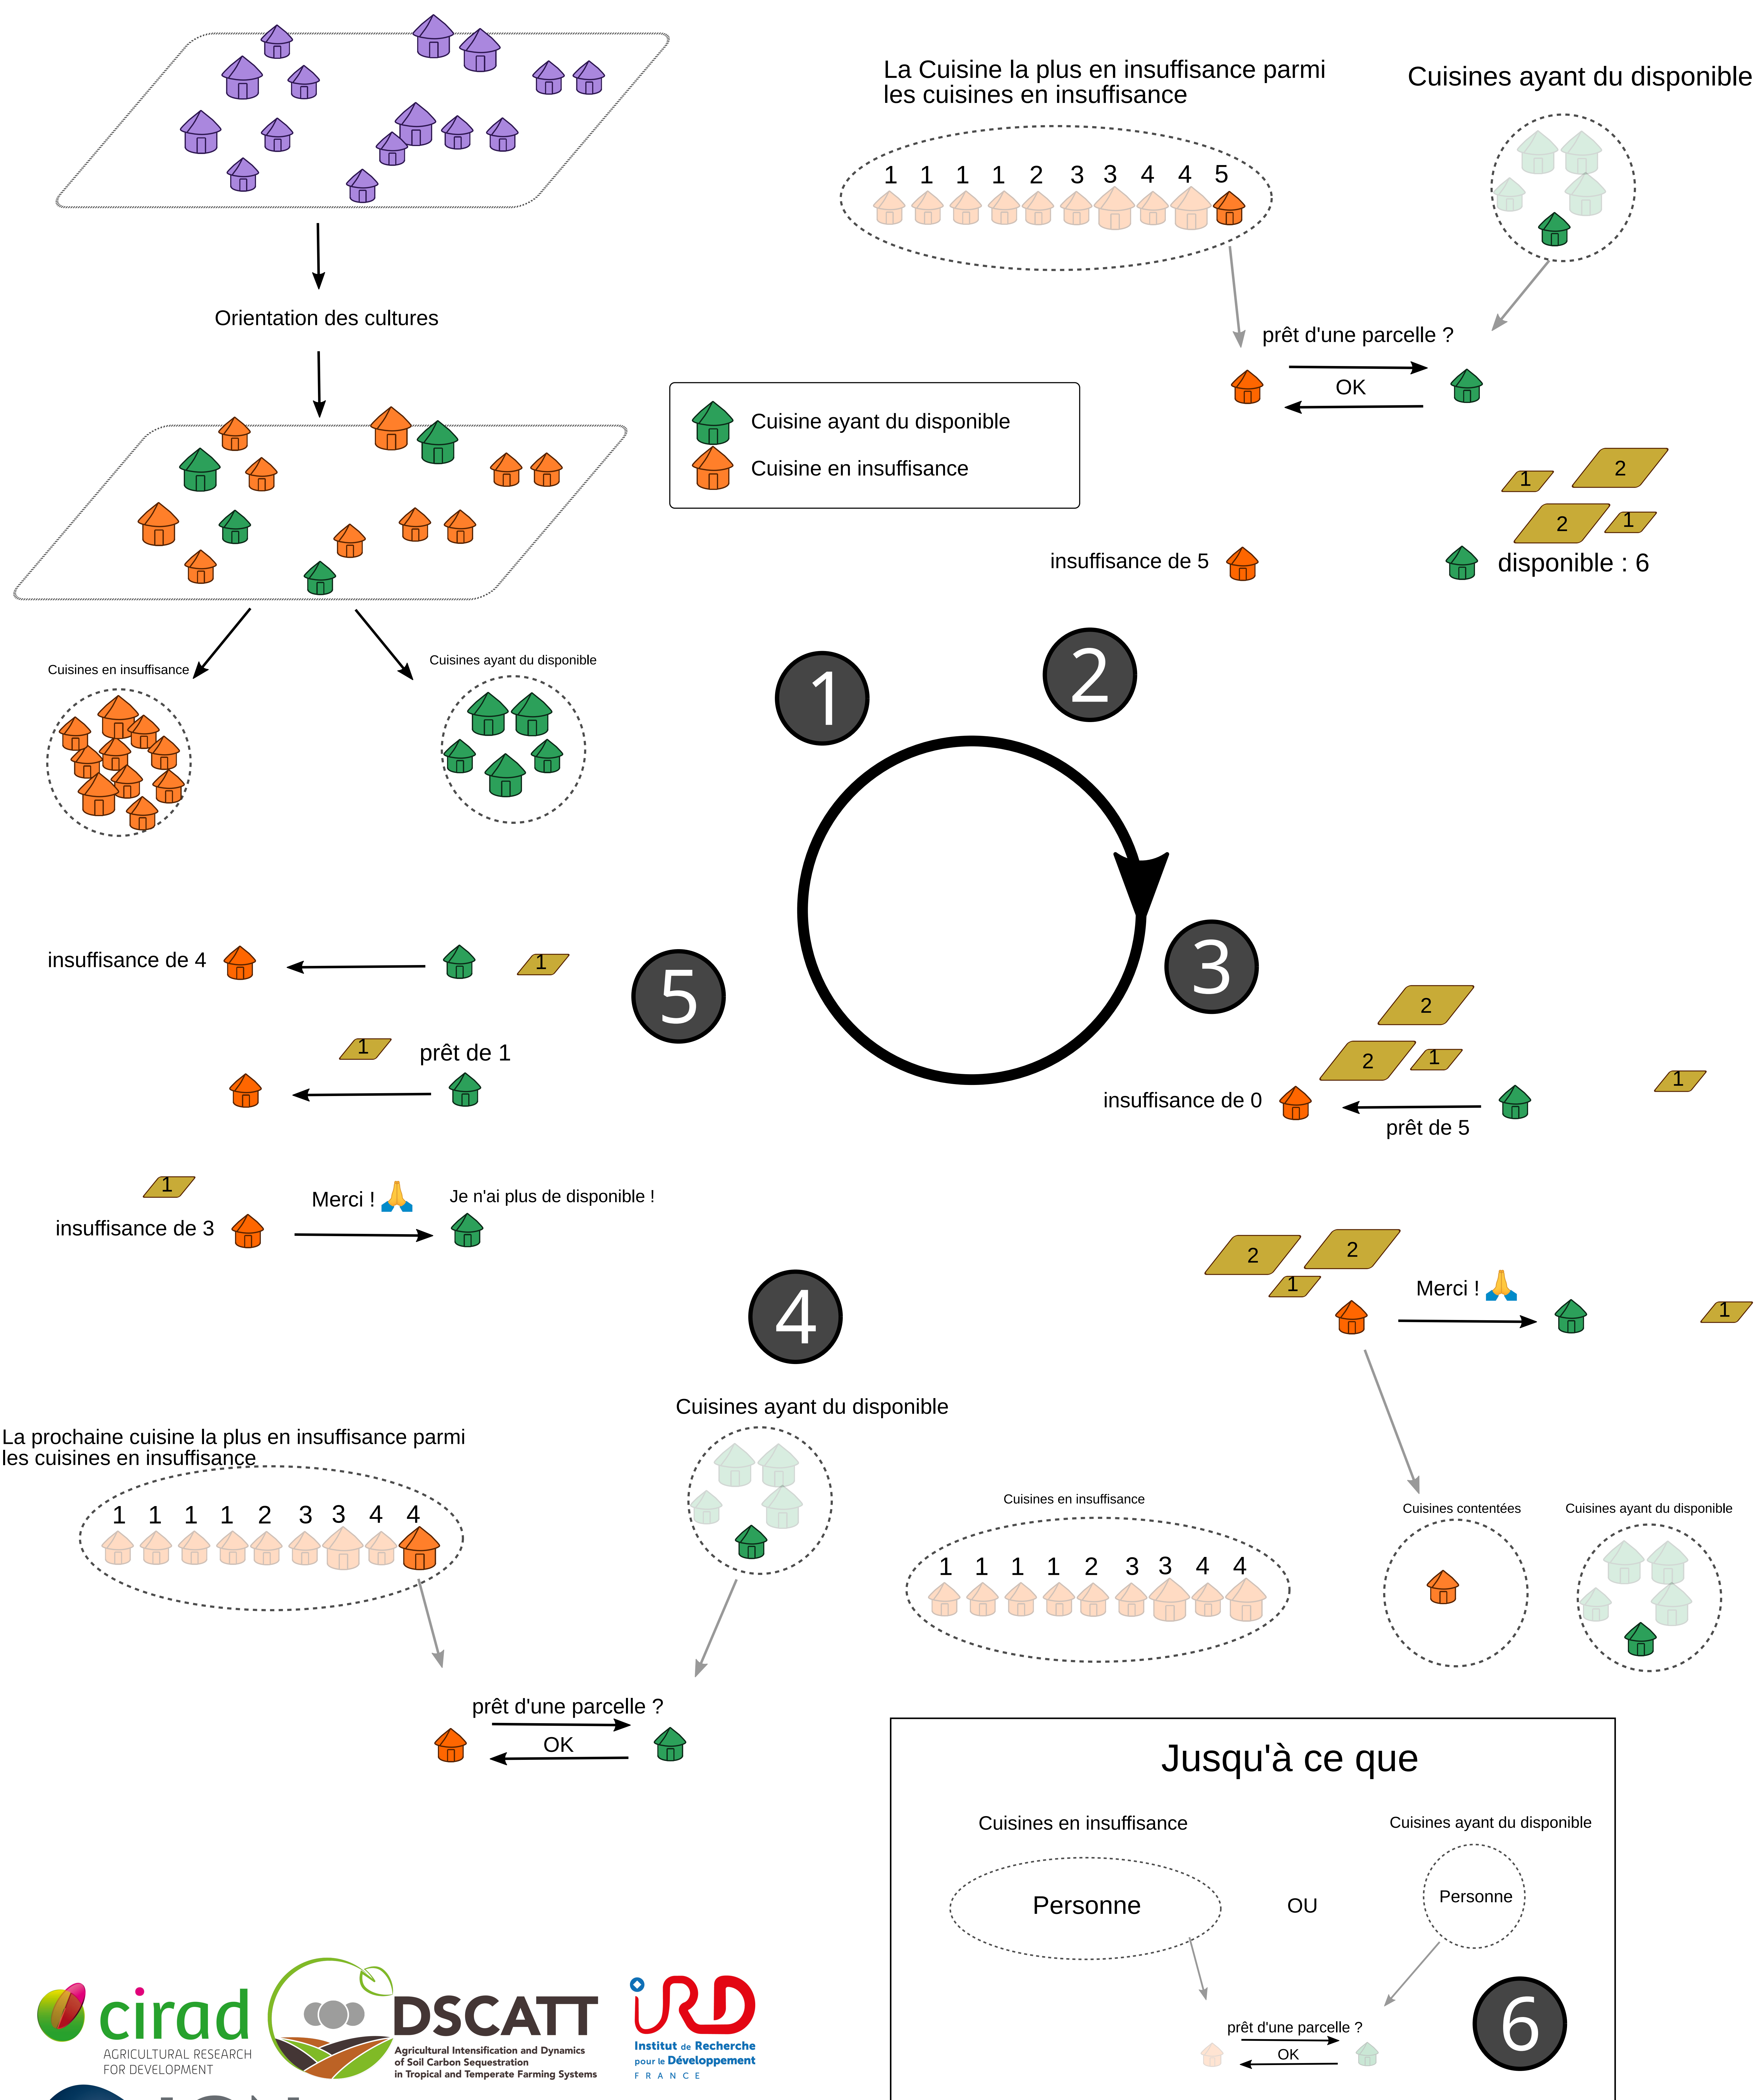 Orientation des cultures
Cuisines en insuffisance
Cuisines ayant du disponible
Cuisine ayant du disponible
Cuisine en insuffisance
1
La Cuisine la plus en insuffisance parmi
les cuisines en insuffisance
1 1 1 1 2 3 3 4 4 5
Cuisines ayant du disponible
prêt d'une parcelle ?
OK
1
2
2
1
insuffisance de 5
disponible : 6
2
3
2
2
1
1
insuffisance de 0
prêt de 5
2
2
1
Merci !
1
Cuisines en insuffisance
1 1 1 1 2 3 3 4 4
Cuisines contentées
Cuisines ayant du disponible
4
La prochaine cuisine la plus en insuffisance parmi
les cuisines en insuffisance
1 1 1 1 2 3 3 4 4
Cuisines ayant du disponible
prêt d'une parcelle ?
OK
5
insuffisance de 4
1
1
prêt de 1
1
Merci !
Je n'ai plus de disponible !
insuffisance de 3
Jusqu'à ce que
Cuisines en insuffisance
Cuisines ayant du disponible
Personne
OU
Personne
6
prêt d'une parcelle ?
OK
cirad
AGRICULTURAL RESEARCH
FOR DEVELOPMENT
DSCATT
Agricultural Intensification and Dynamics
of Soil Carbon Sequestration
in Tropical and Temperate Farming Systems
iRD
Institut de Recherche
pour le Développement
FRANCE